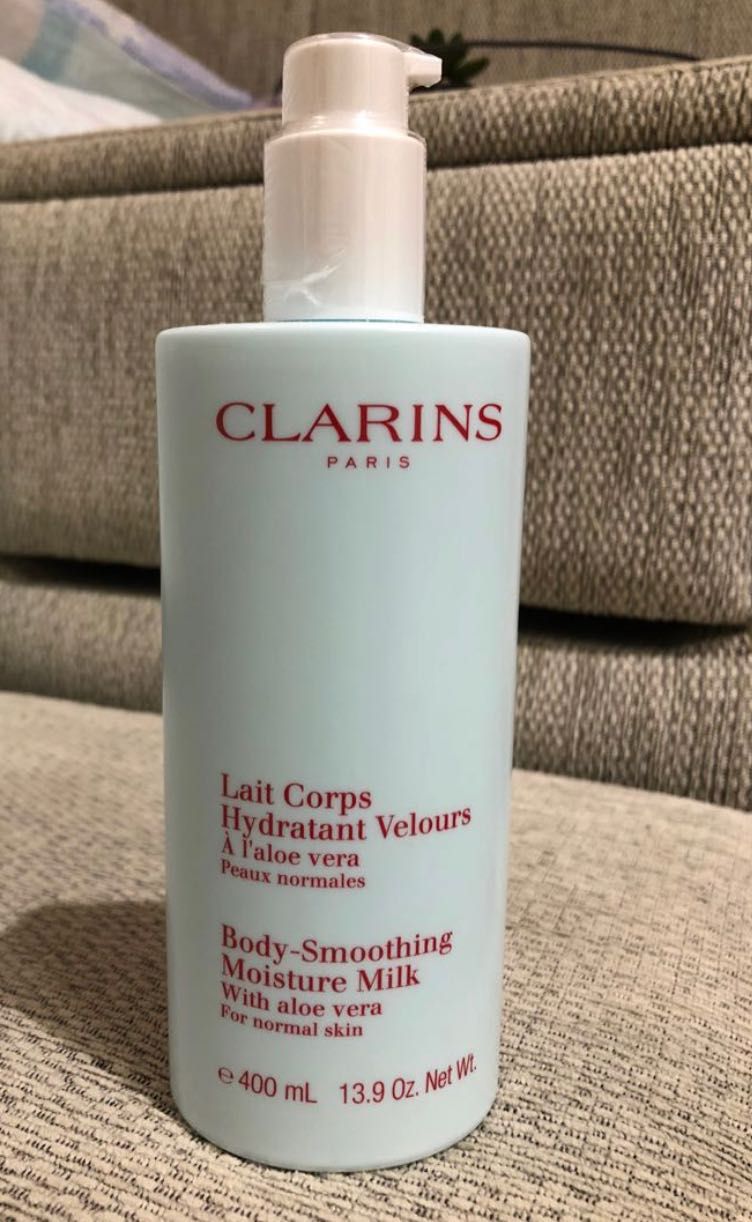 CLARINS
PARIS
Lait Corps
Hydratant Velours
À l'aloe vera
Peaux normales
Body-Smoothing
Moisture Milk
With aloe vera
For normal skin
℮ 400 mL 13.9 Oz. Net Wt.